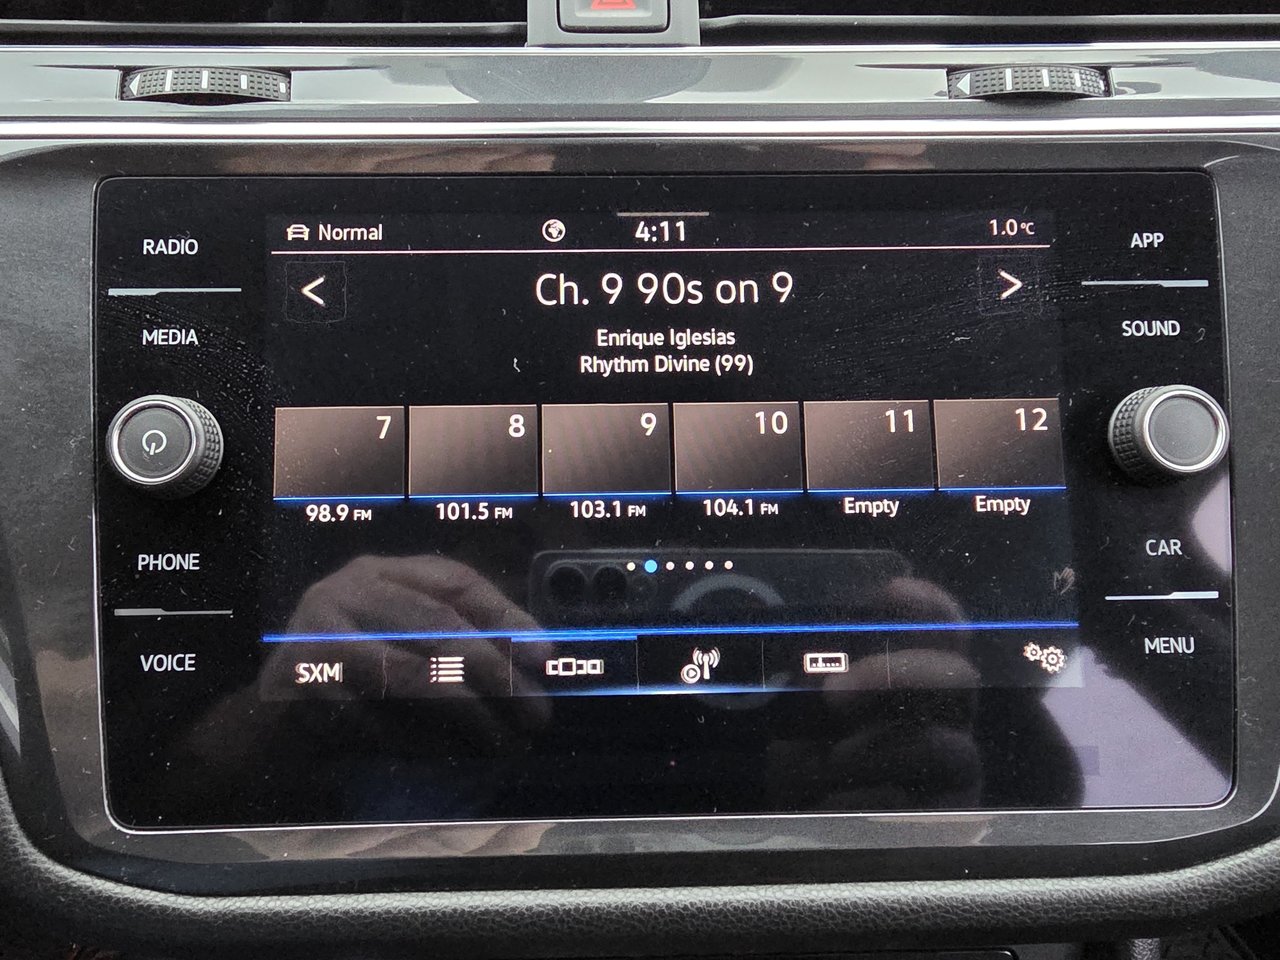 Normal
4:11
1.0°C
RADIO
APP
< Ch. 9 90s on 9 >
MEDIA
SOUND
Enrique Iglesias
Rhythm Divine (99)
7 8 9 10 11 12
98.9 FM 101.5 FM 103.1 FM 104.1 FM Empty Empty
PHONE
CAR
VOICE
MENU
SXM